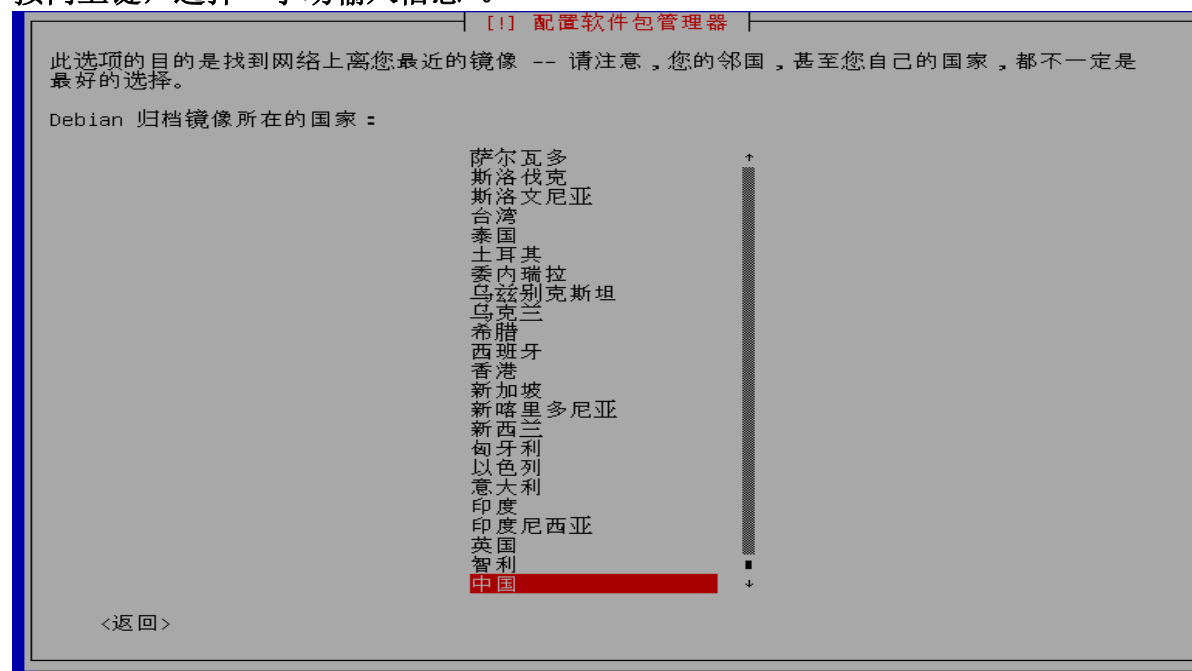 [!] 配置软件包管理器
此选项的目的是找到网络上离您最近的镜像 -- 请注意,您的邻国,甚至您自己的国家,都不一定是
最好的选择。
Debian 归档镜像所在的国家:
萨尔瓦多
斯洛伐克
斯洛文尼亚
台湾
泰国
土耳其
委内瑞拉
乌兹别克斯坦
乌克兰
希腊
西班牙
香港
新加坡
新喀里多尼亚
新西兰
匈牙利
以色列
意大利
印度
印度尼西亚
英国
智利
中国
<返回>